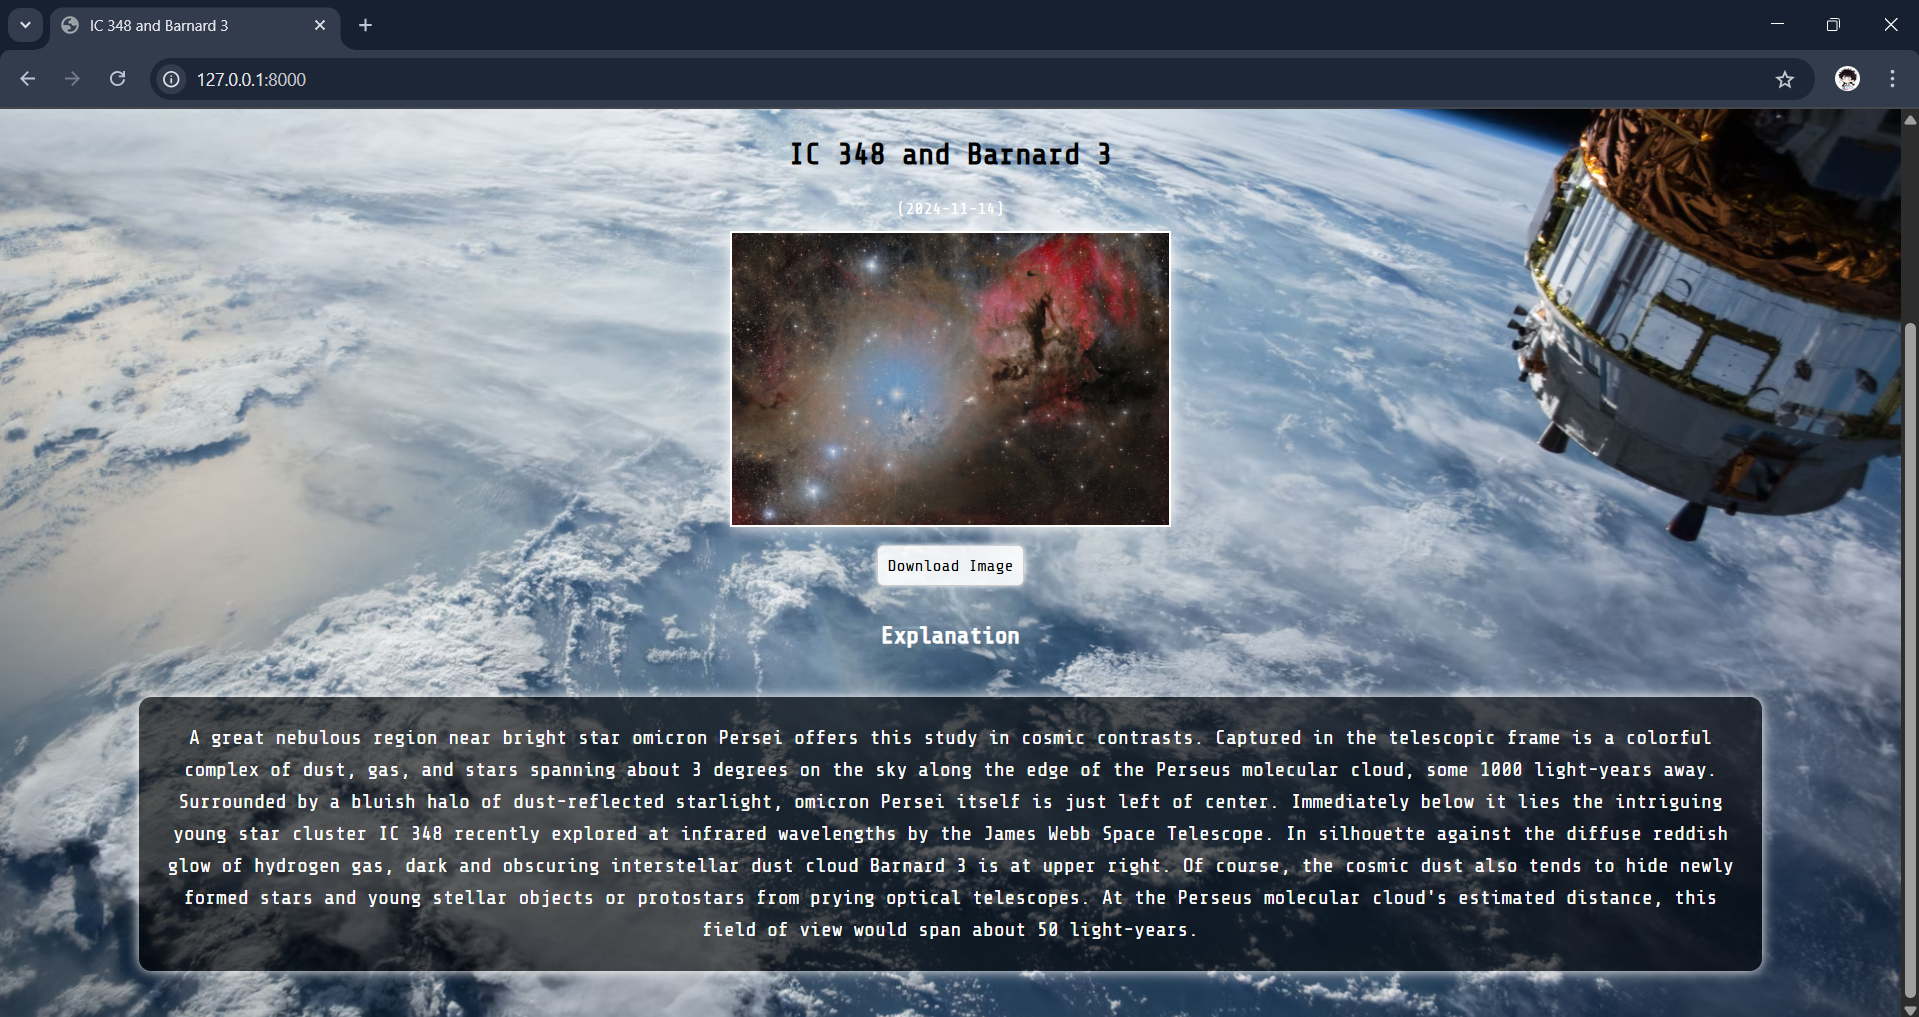 IC 348 and Barnard 3
127.0.0.1:8000
IC 348 and Barnard 3
(2024-11-14)
Download Image
Explanation
A great nebulous region near bright star omicron Persei offers this study in cosmic contrasts. Captured in the telescopic frame is a colorful
complex of dust, gas, and stars spanning about 3 degrees on the sky along the edge of the Perseus molecular cloud, some 1000 light-years away.
Surrounded by a bluish halo of dust-reflected starlight, omicron Persei itself is just left of center. Immediately below it lies the intriguing
young star cluster IC 348 recently explored at infrared wavelengths by the James Webb Space Telescope. In silhouette against the diffuse reddish
glow of hydrogen gas, dark and obscuring interstellar dust cloud Barnard 3 is at upper right. Of course, the cosmic dust also tends to hide newly
formed stars and young stellar objects or protostars from prying optical telescopes. At the Perseus molecular cloud's estimated distance, this
field of view would span about 50 light-years.